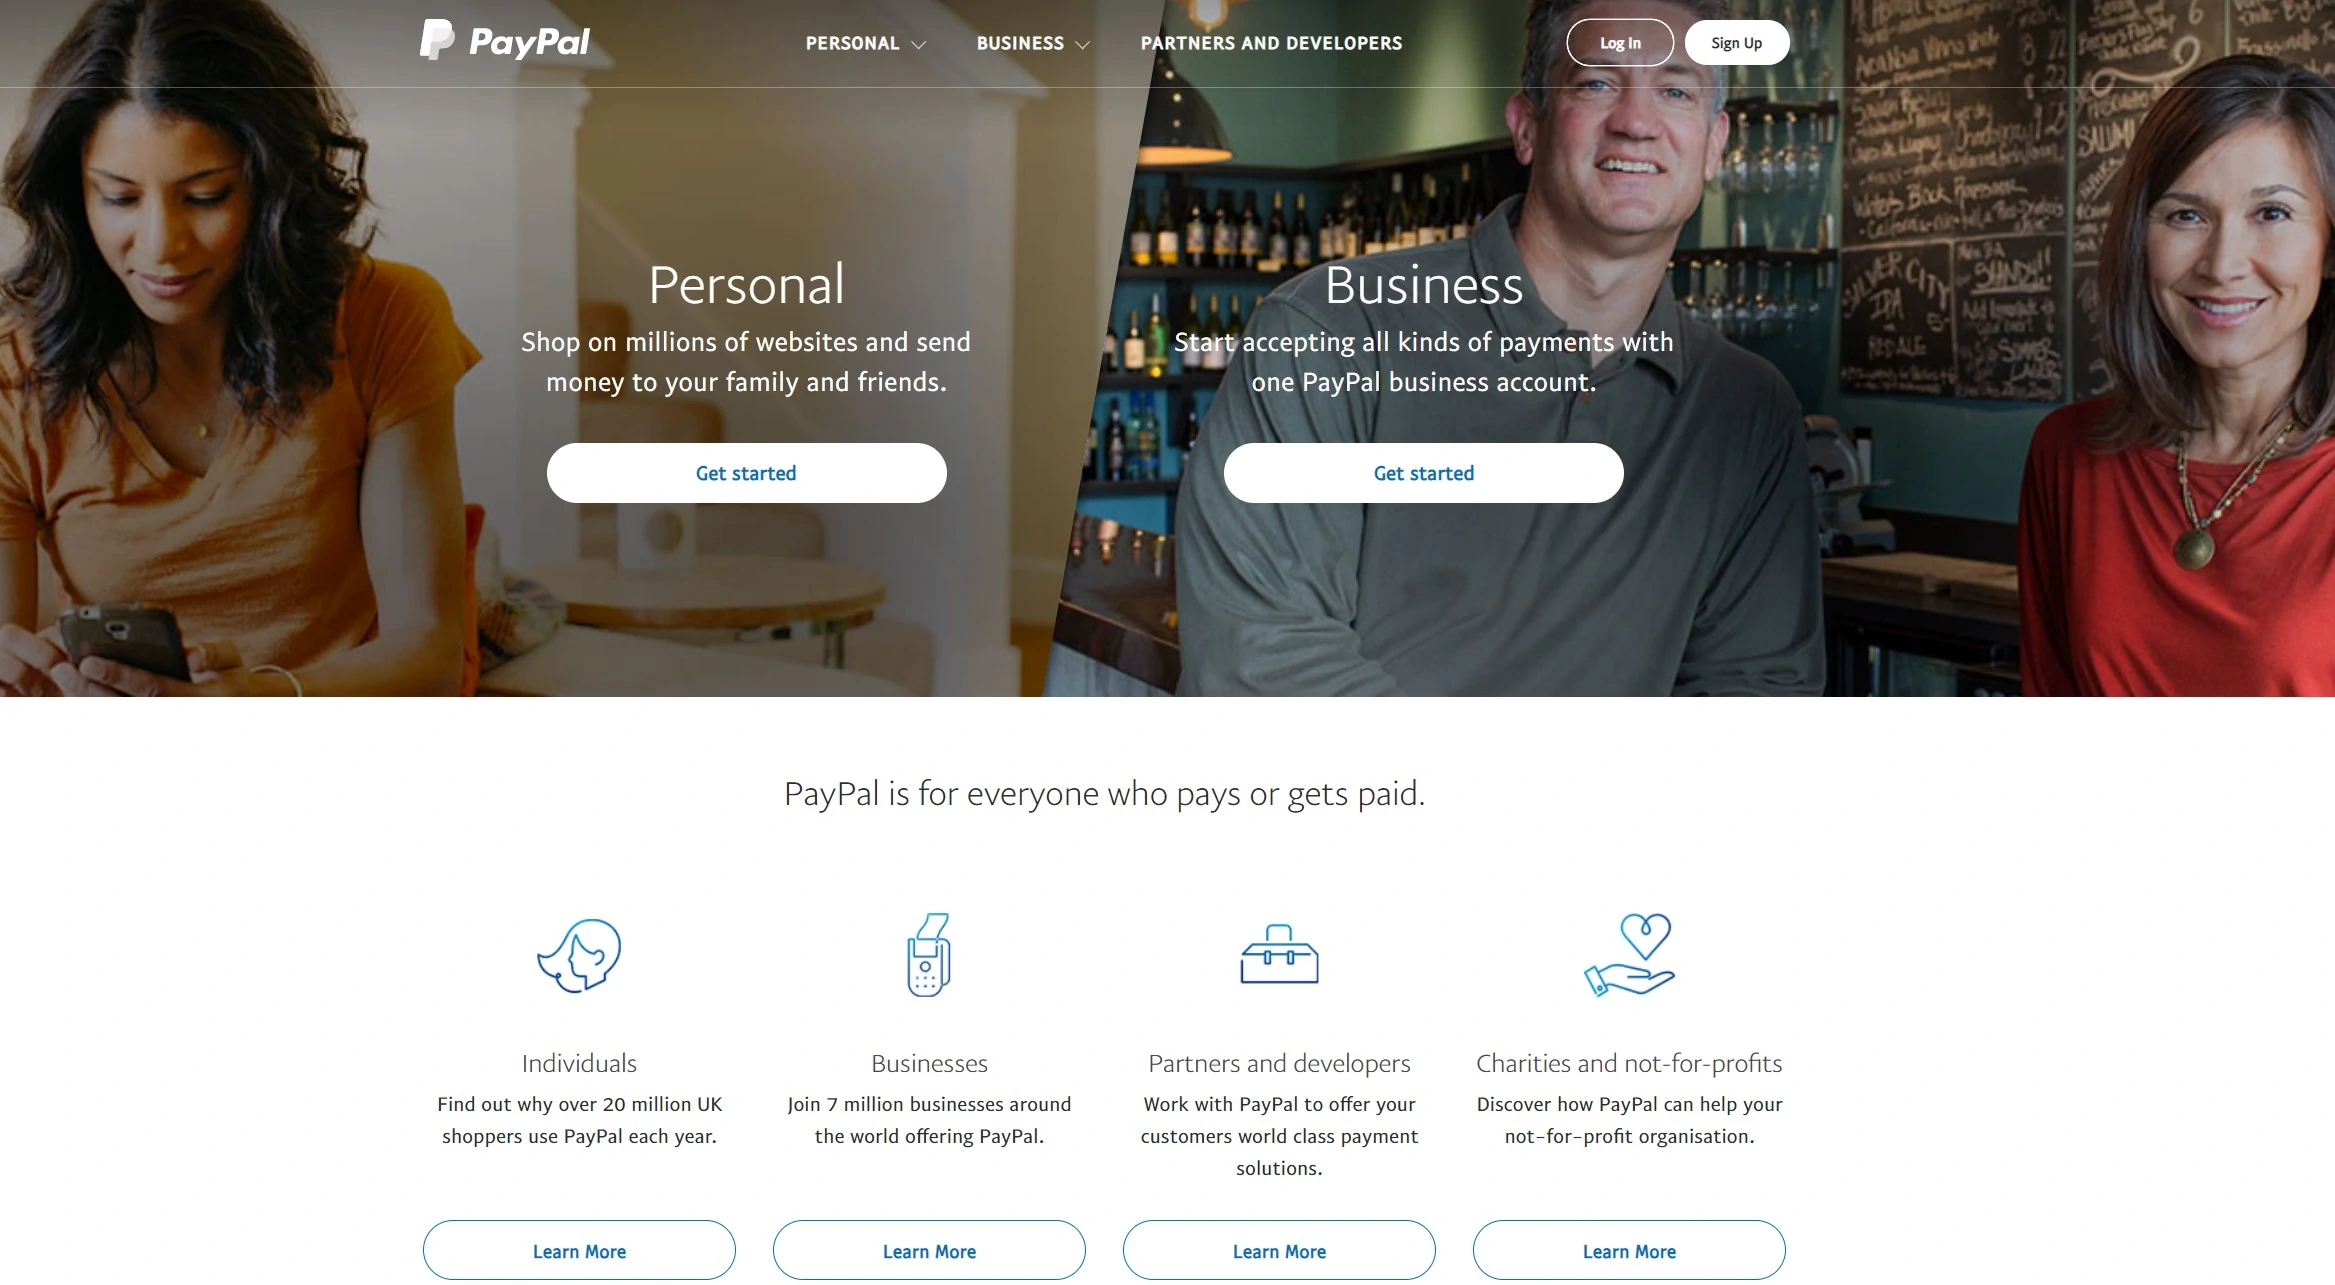 PayPal
PERSONAL
BUSINESS
PARTNERS AND DEVELOPERS
Log In
Sign Up
Personal
Shop on millions of websites and send
money to your family and friends.
Get started
Business
Start accepting all kinds of payments with
one PayPal business account.
Get started
SILVER CITY
IPA
PayPal is for everyone who pays or gets paid.
Individuals
Find out why over 20 million UK
shoppers use PayPal each year.
Learn More
Businesses
Join 7 million businesses around
the world offering PayPal.
Learn More
Partners and developers
Work with PayPal to offer your
customers world class payment
solutions.
Learn More
Charities and not-for-profits
Discover how PayPal can help your
not-for-profit organisation.
Learn More